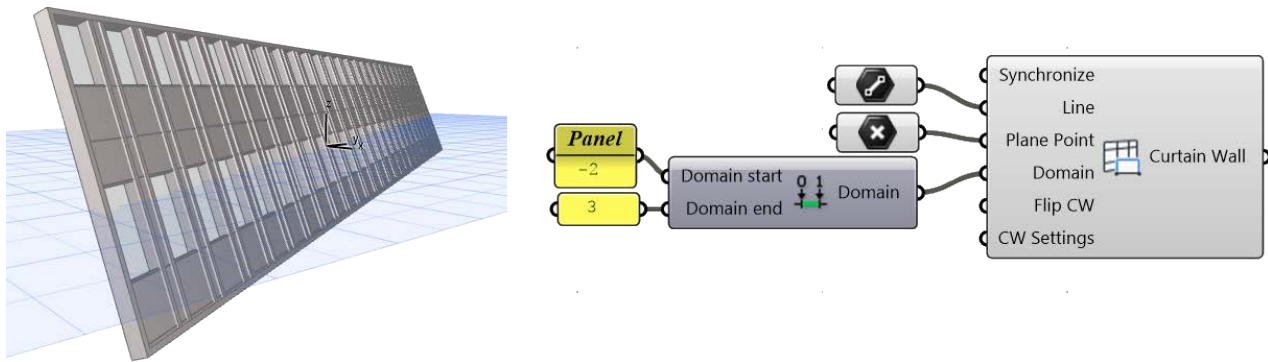 z
y
x
Panel
-2
3
Domain start
Domain end
0 1
Domain
Synchronize
Line
Plane Point
Domain
Flip CW
CW Settings
Curtain Wall